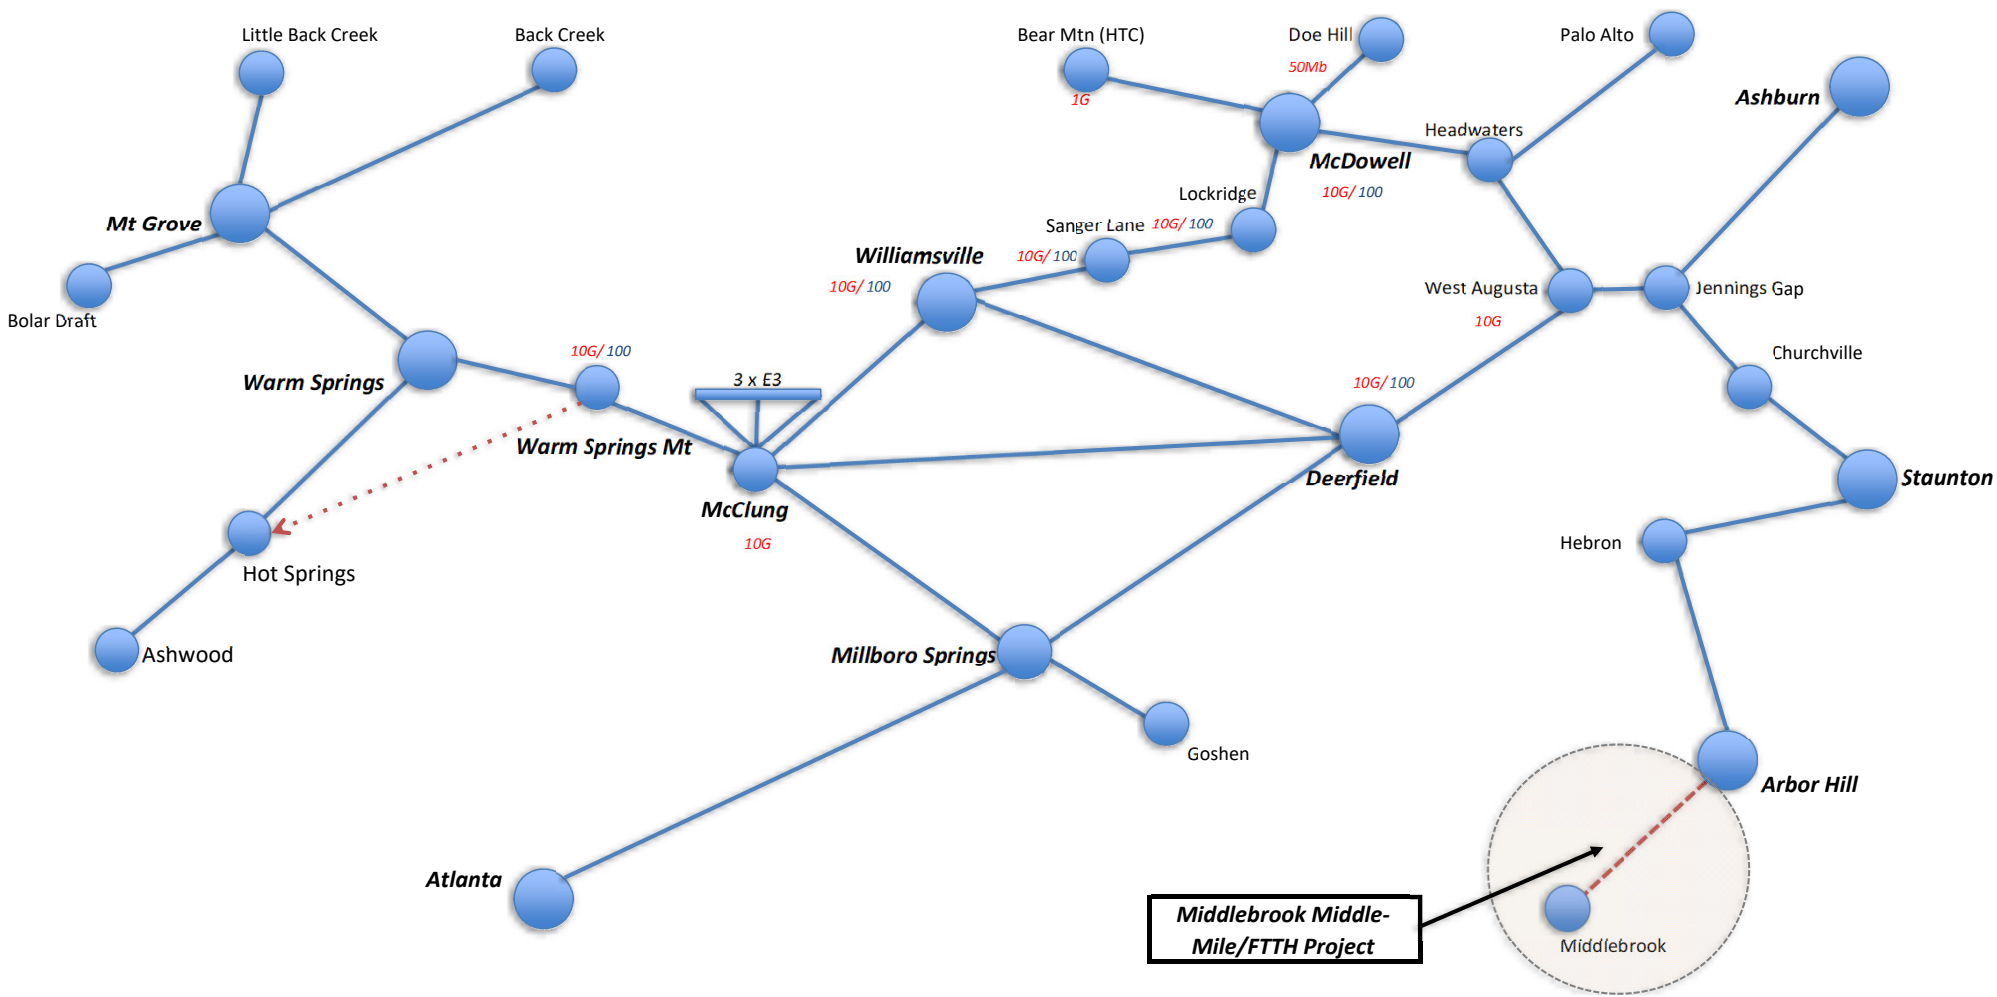 Little Back Creek
Back Creek
Bear Mtn (HTC)
1G
Doe Hill
50Mb
Palo Alto
Ashburn
Headwaters
McDowell
10G/ 100
Lockridge
10G/ 100
Sanger Lane
10G/ 100
Mt Grove
Bolar Draft
Williamsville
10G/ 100
West Augusta
10G
Jennings Gap
Churchville
10G/ 100
Warm Springs
3 x E3
10G/ 100
Warm Springs Mt
Deerfield
Staunton
McClung
10G
Hebron
Hot Springs
Ashwood
Millboro Springs
Goshen
Arbor Hill
Atlanta
Middlebrook Middle-
Mile/FTTH Project
Middlebrook